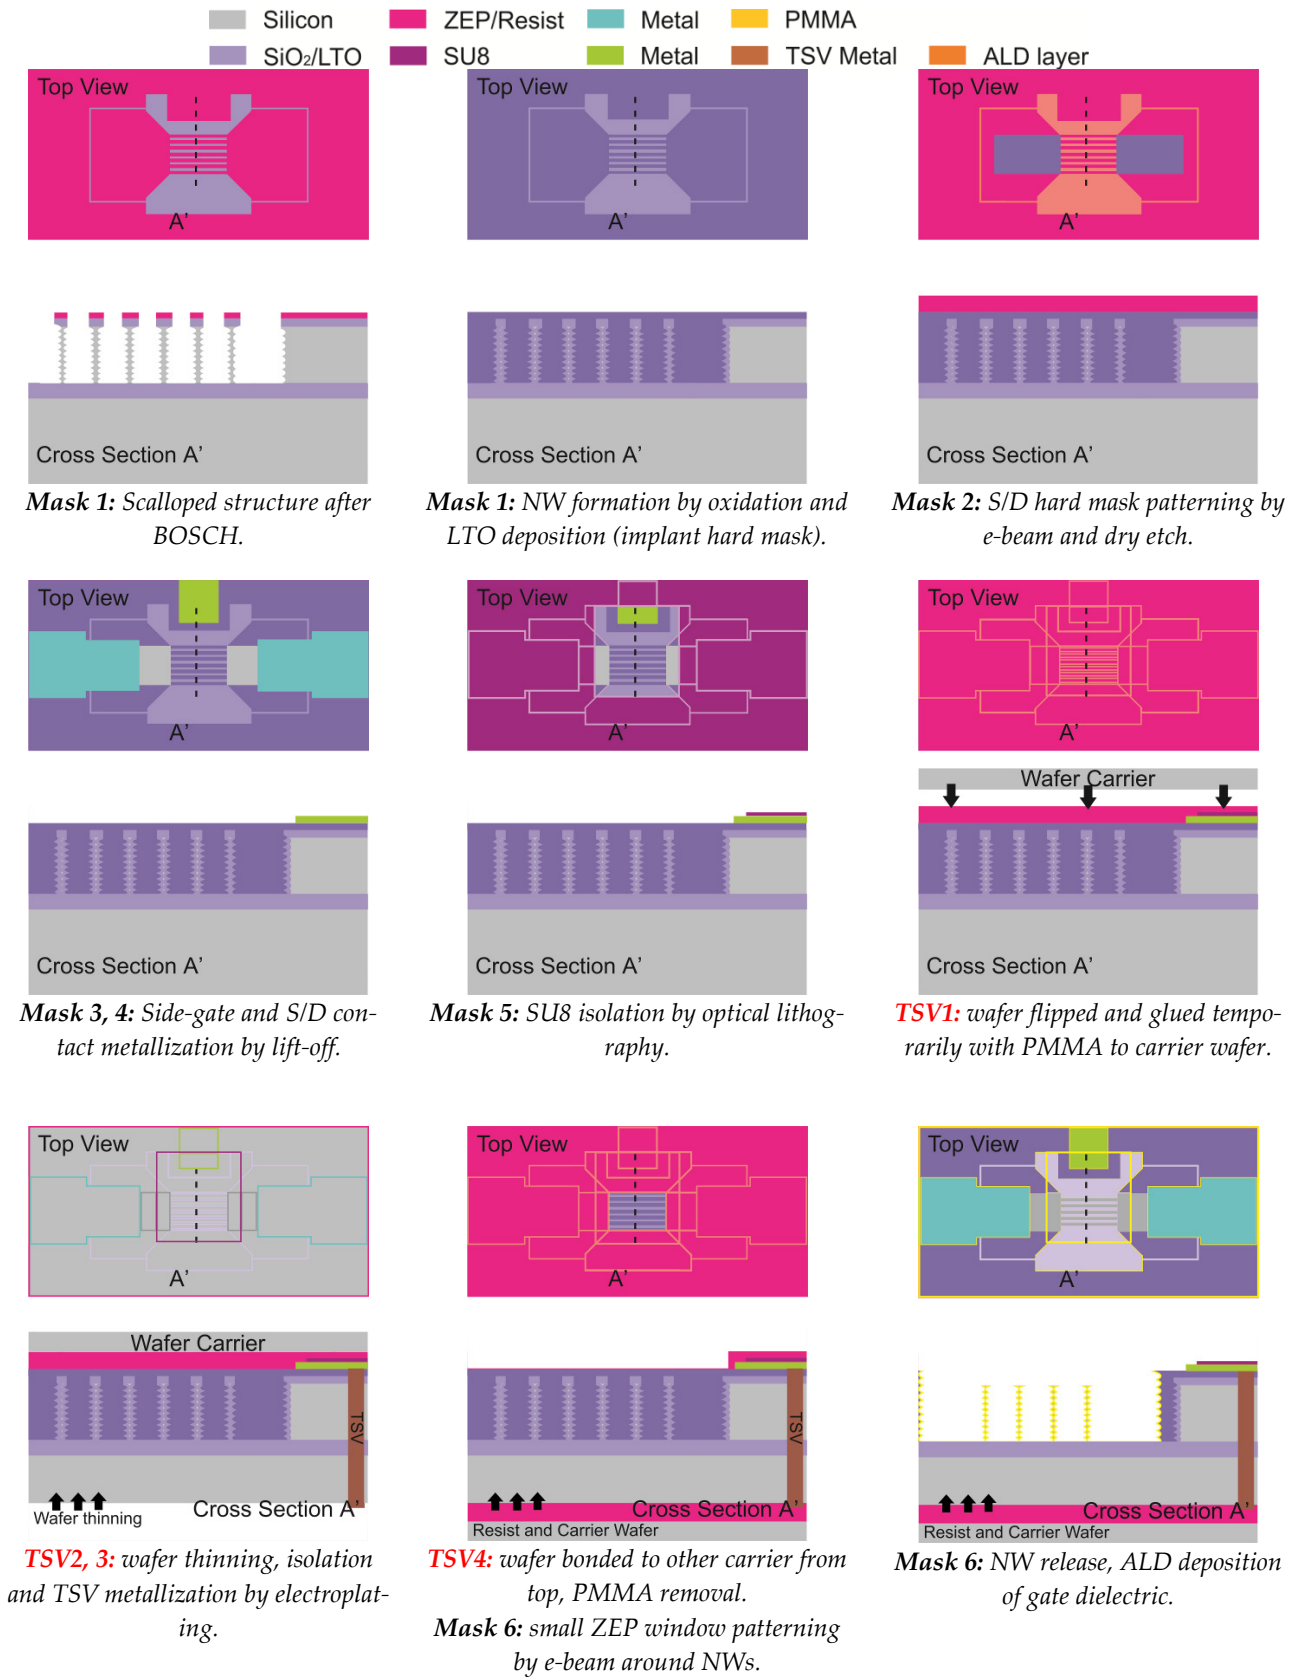 Silicon ZEP/Resist Metal PMMA
SiO2/LTO SU8 Metal TSV Metal ALD layer
Top View
A’
Cross Section A’
Mask 1: Scalloped structure after
BOSCH.
Top View
A’
Cross Section A’
Mask 1: NW formation by oxidation and
LTO deposition (implant hard mask).
Top View
A’
Cross Section A’
Mask 2: S/D hard mask patterning by
e-beam and dry etch.
Top View
A’
Cross Section A’
Mask 3, 4: Side-gate and S/D con-
tact metallization by lift-off.
Top View
A’
Cross Section A’
Mask 5: SU8 isolation by optical lithog-
raphy.
Top View
A’
Wafer Carrier
Cross Section A’
TSV1: wafer flipped and glued tempo-
rarily with PMMA to carrier wafer.
Top View
A’
Wafer Carrier
TSV
Cross Section A’
Wafer thinning
TSV2, 3: wafer thinning, isolation
and TSV metallization by electroplat-
ing.
Top View
A’
TSV
Cross Section A’
Resist and Carrier Wafer
TSV4: wafer bonded to other carrier from
top, PMMA removal.
Mask 6: small ZEP window patterning
by e-beam around NWs.
Top View
A’
Cross Section A’
Resist and Carrier Wafer
Mask 6: NW release, ALD deposition
of gate dielectric.